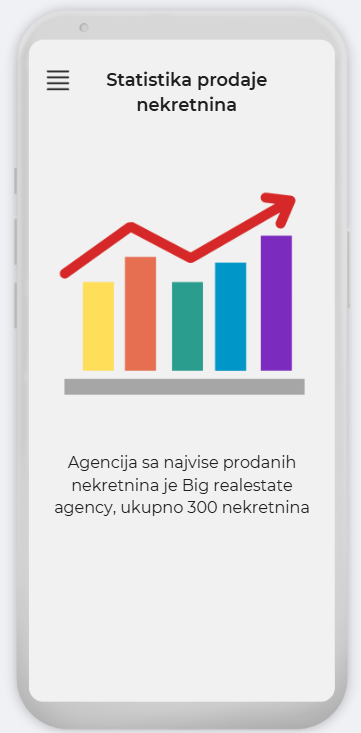 Statistika prodaje
nekretnina
Agencija sa najvise prodanih
nekretnina je Big realestate
agency, ukupno 300 nekretnina